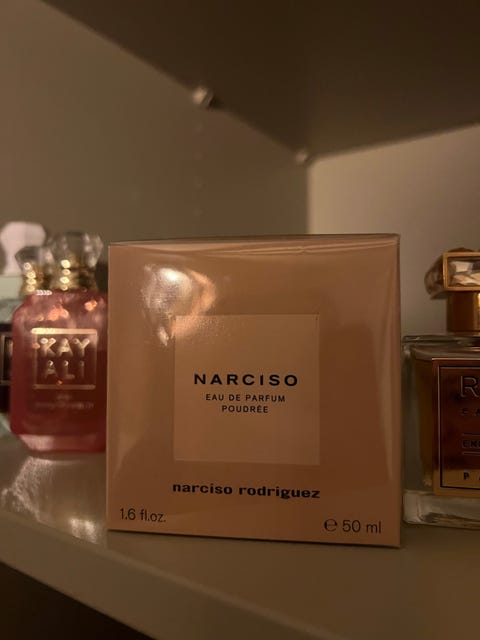 KAY
ALI
NARCISO
EAU DE PARFUM
POUDRÉE
narciso rodriguez
1.6 fl.oz.
℮ 50 ml